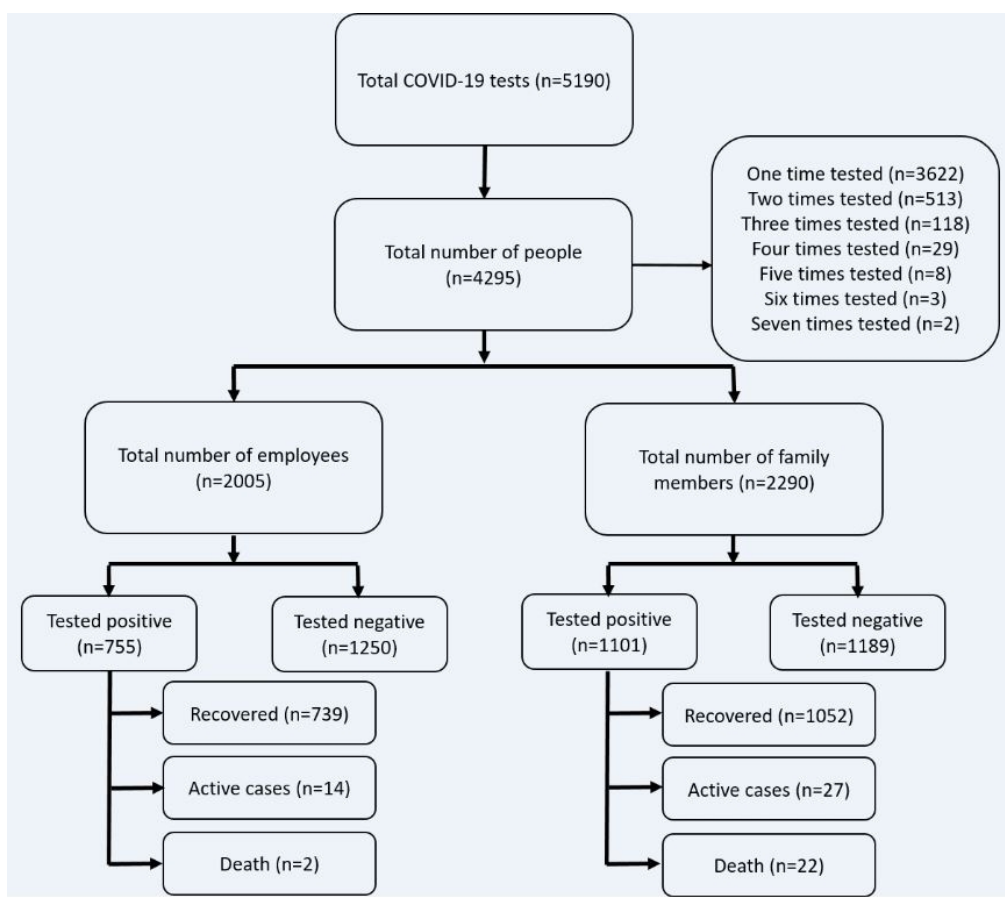 Total COVID-19 tests (n=5190)
One time tested (n=3622)
Two times tested (n=513)
Three times tested (n=118)
Four times tested (n=29)
Five times tested (n=8)
Six times tested (n=3)
Seven times tested (n=2)
Total number of people
(n=4295)
Total number of employees
(n=2005)
Total number of family
members (n=2290)
Tested positive
(n=755)
Tested negative
(n=1250)
Tested positive
(n=1101)
Tested negative
(n=1189)
Recovered (n=739)
Active cases (n=14)
Death (n=2)
Recovered (n=1052)
Active cases (n=27)
Death (n=22)